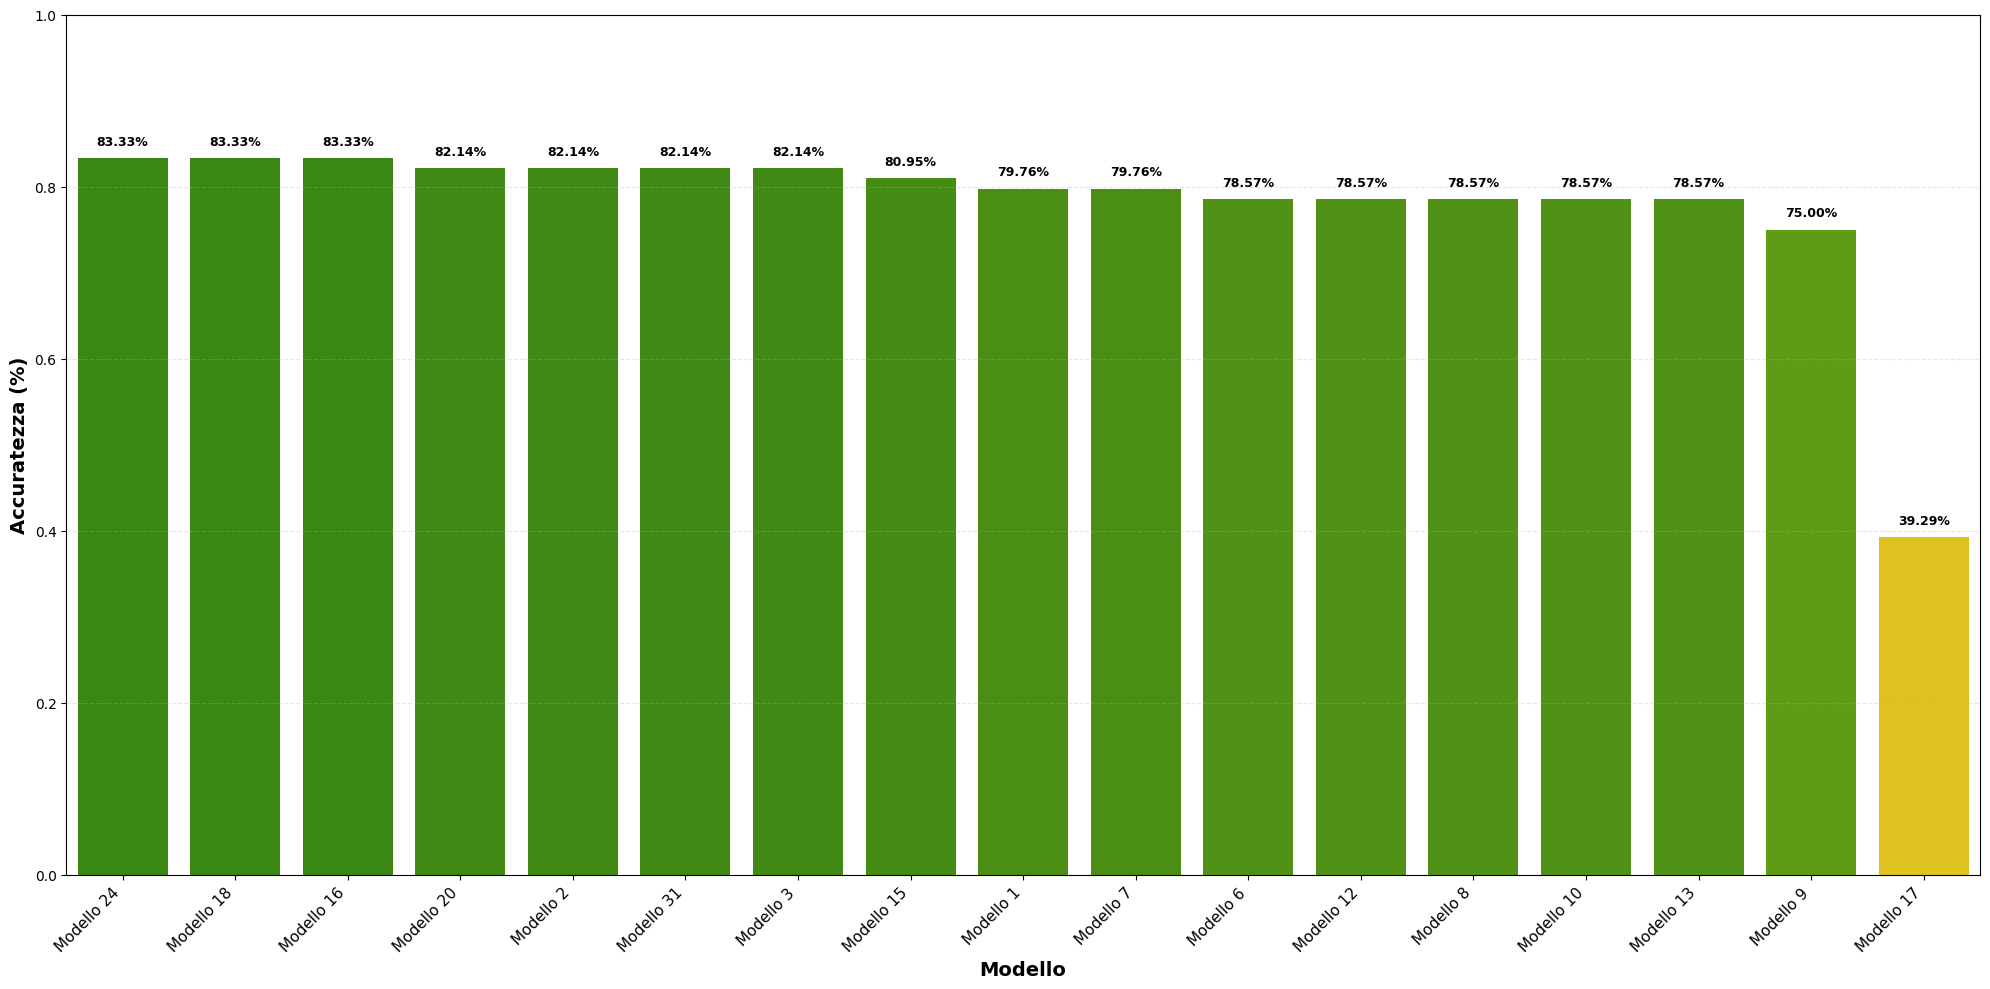 1.0
0.8
0.6
0.4
0.2
0.0
Accuratezza (%)
83.33%
83.33%
83.33%
82.14%
82.14%
82.14%
82.14%
80.95%
79.76%
79.76%
78.57%
78.57%
78.57%
78.57%
78.57%
75.00%
39.29%
Modello 24
Modello 18
Modello 16
Modello 20
Modello 2
Modello 31
Modello 3
Modello 15
Modello 1
Modello 7
Modello 6
Modello 12
Modello 8
Modello 10
Modello 13
Modello 9
Modello 17
Modello